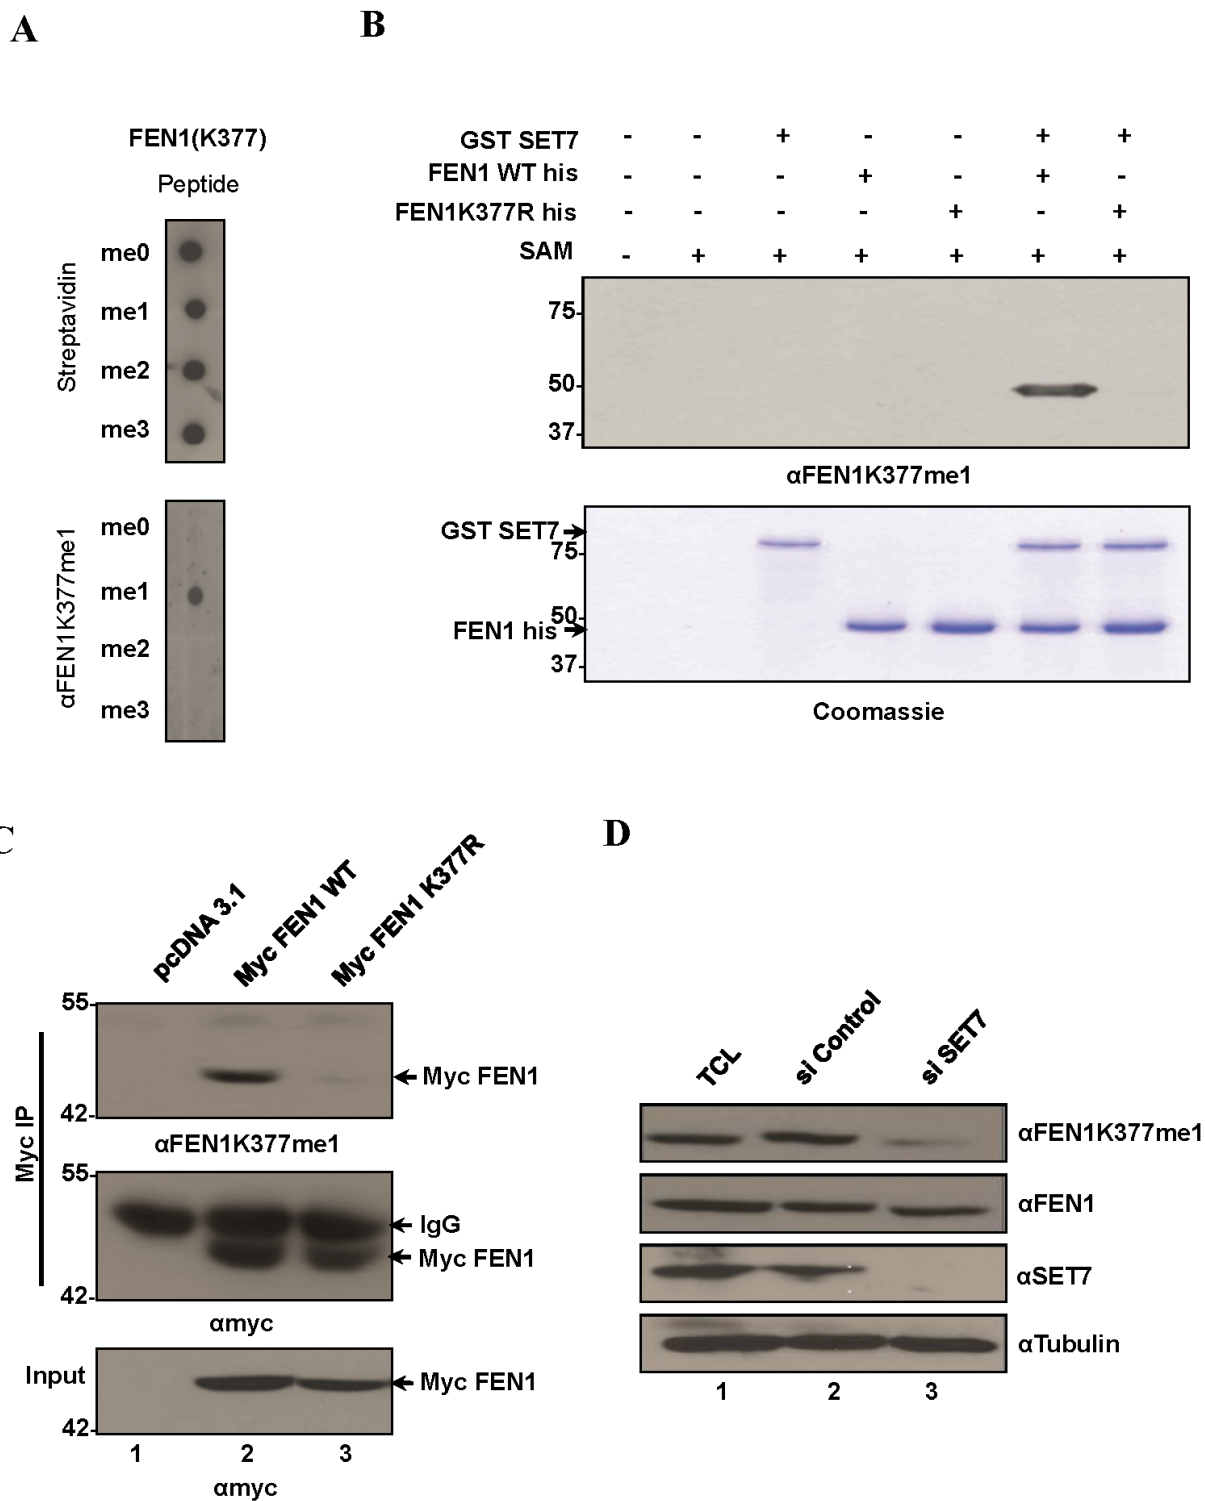 A
FEN1(K377)
Peptide
Streptavidin
me0
me1
me2
me3
αFEN1K377me1
me0
me1
me2
me3
B
GST SET7 - - + - - + +
FEN1 WT his - - - + - + -
FEN1K377R his - - - - + - +
SAM - + + + + + +
75
50
37
αFEN1K377me1
GST SET7
75
50
FEN1 his
37
Coomassie
C
pcDNA 3.1
Myc FEN1 WT
Myc FEN1 K377R
Myc IP
55
Myc FEN1
42
αFEN1K377me1
55
IgG
Myc FEN1
42
αmyc
Input
Myc FEN1
42
1 2 3
αmyc
D
TCL
si Control
si SET7
αFEN1K377me1
αFEN1
αSET7
αTubulin
1 2 3